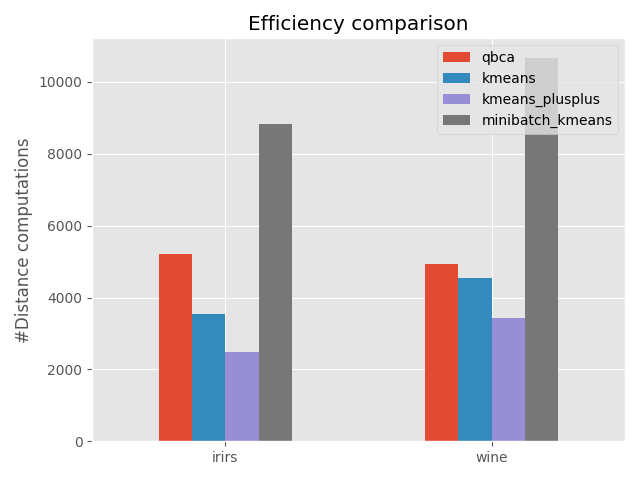 Efficiency comparison
qbca
kmeans
kmeans_plusplus
minibatch_kmeans
#Distance computations
10000
8000
6000
4000
2000
0
irirs
wine